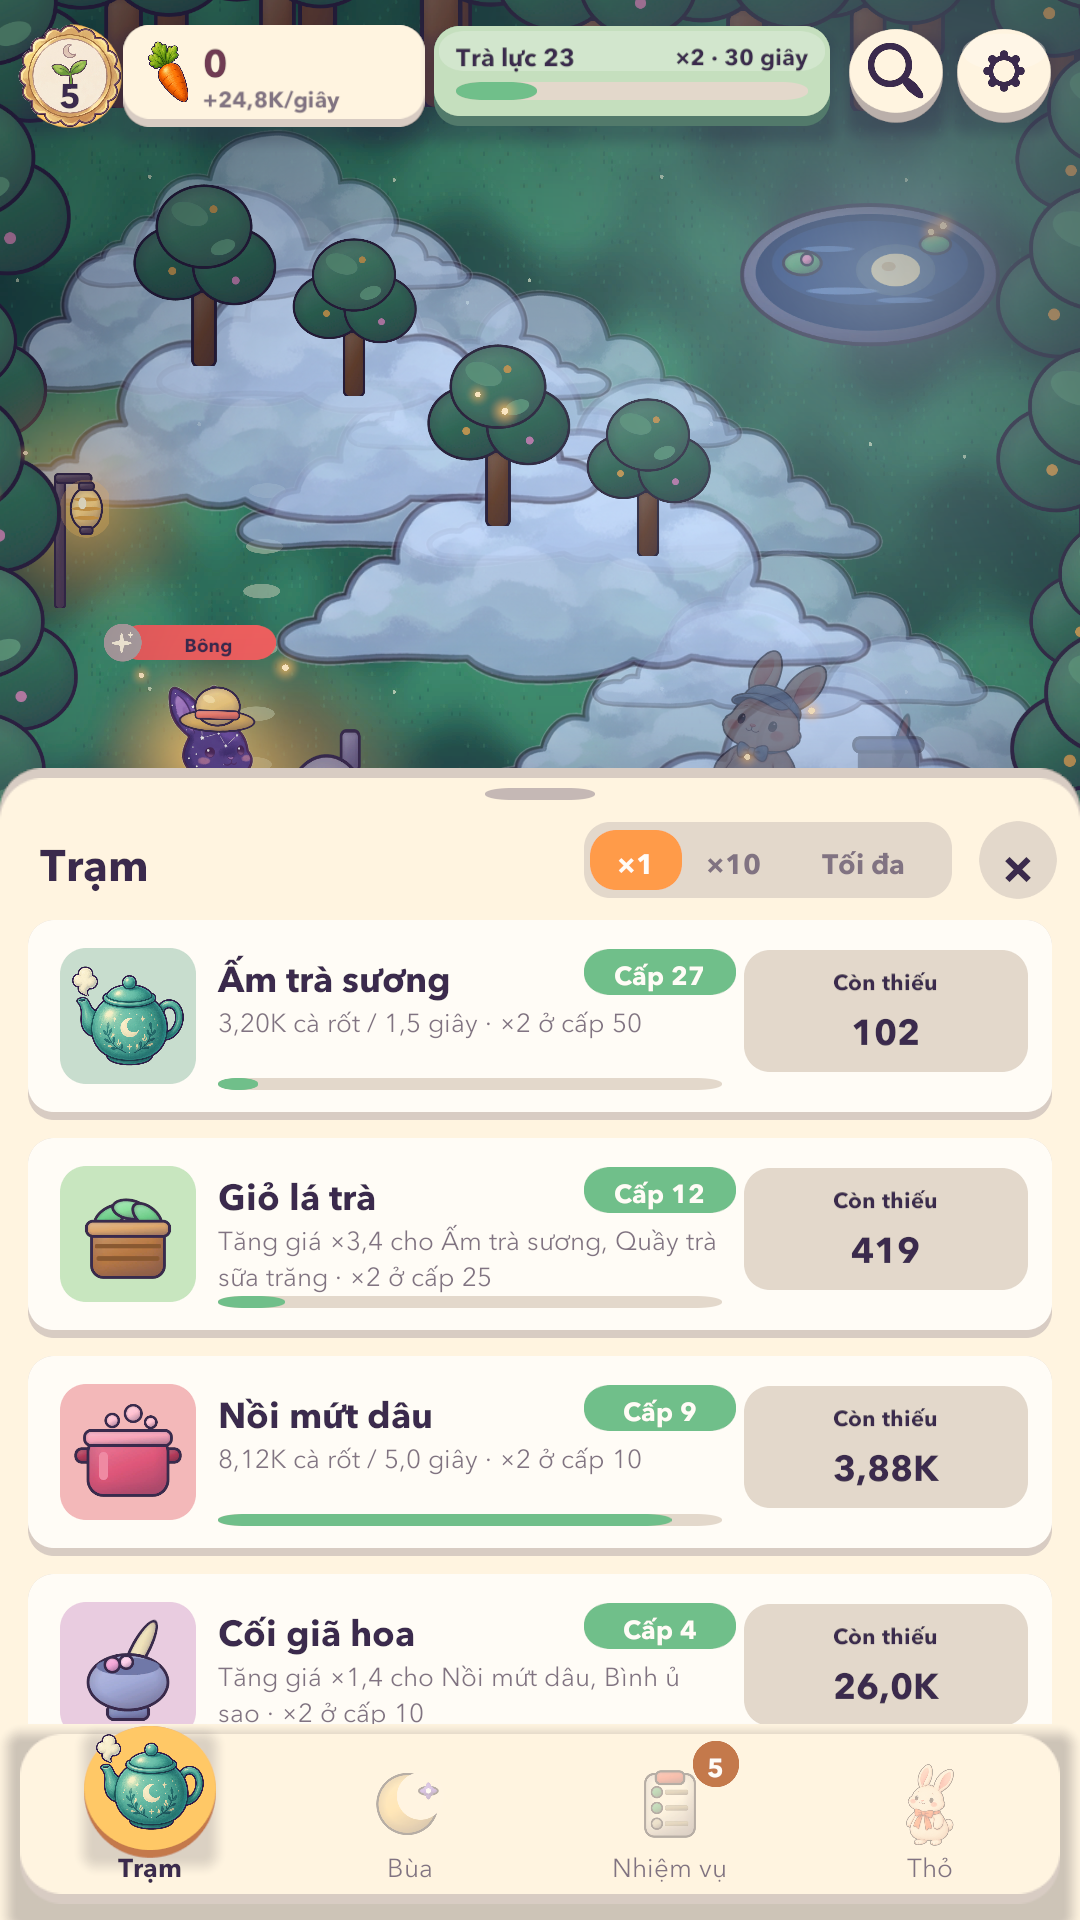 5
0
+24,8K/giây
Trà lực 23
×2 · 30 giây
Bông
Trạm
×1
×10
Tối đa
×
Ấm trà sương
Cấp 27
3,20K cà rốt / 1,5 giây · ×2 ở cấp 50
Còn thiếu
102
Giỏ lá trà
Cấp 12
Tăng giá ×3,4 cho Ấm trà sương, Quầy trà
sữa trăng · ×2 ở cấp 25
Còn thiếu
419
Nồi mứt dâu
Cấp 9
8,12K cà rốt / 5,0 giây · ×2 ở cấp 10
Còn thiếu
3,88K
Cối giã hoa
Cấp 4
Tăng giá ×1,4 cho Nồi mứt dâu, Bình ủ
sao · ×2 ở cấp 10
Còn thiếu
26,0K
Trạm
Bùa
5
Nhiệm vụ
Thỏ